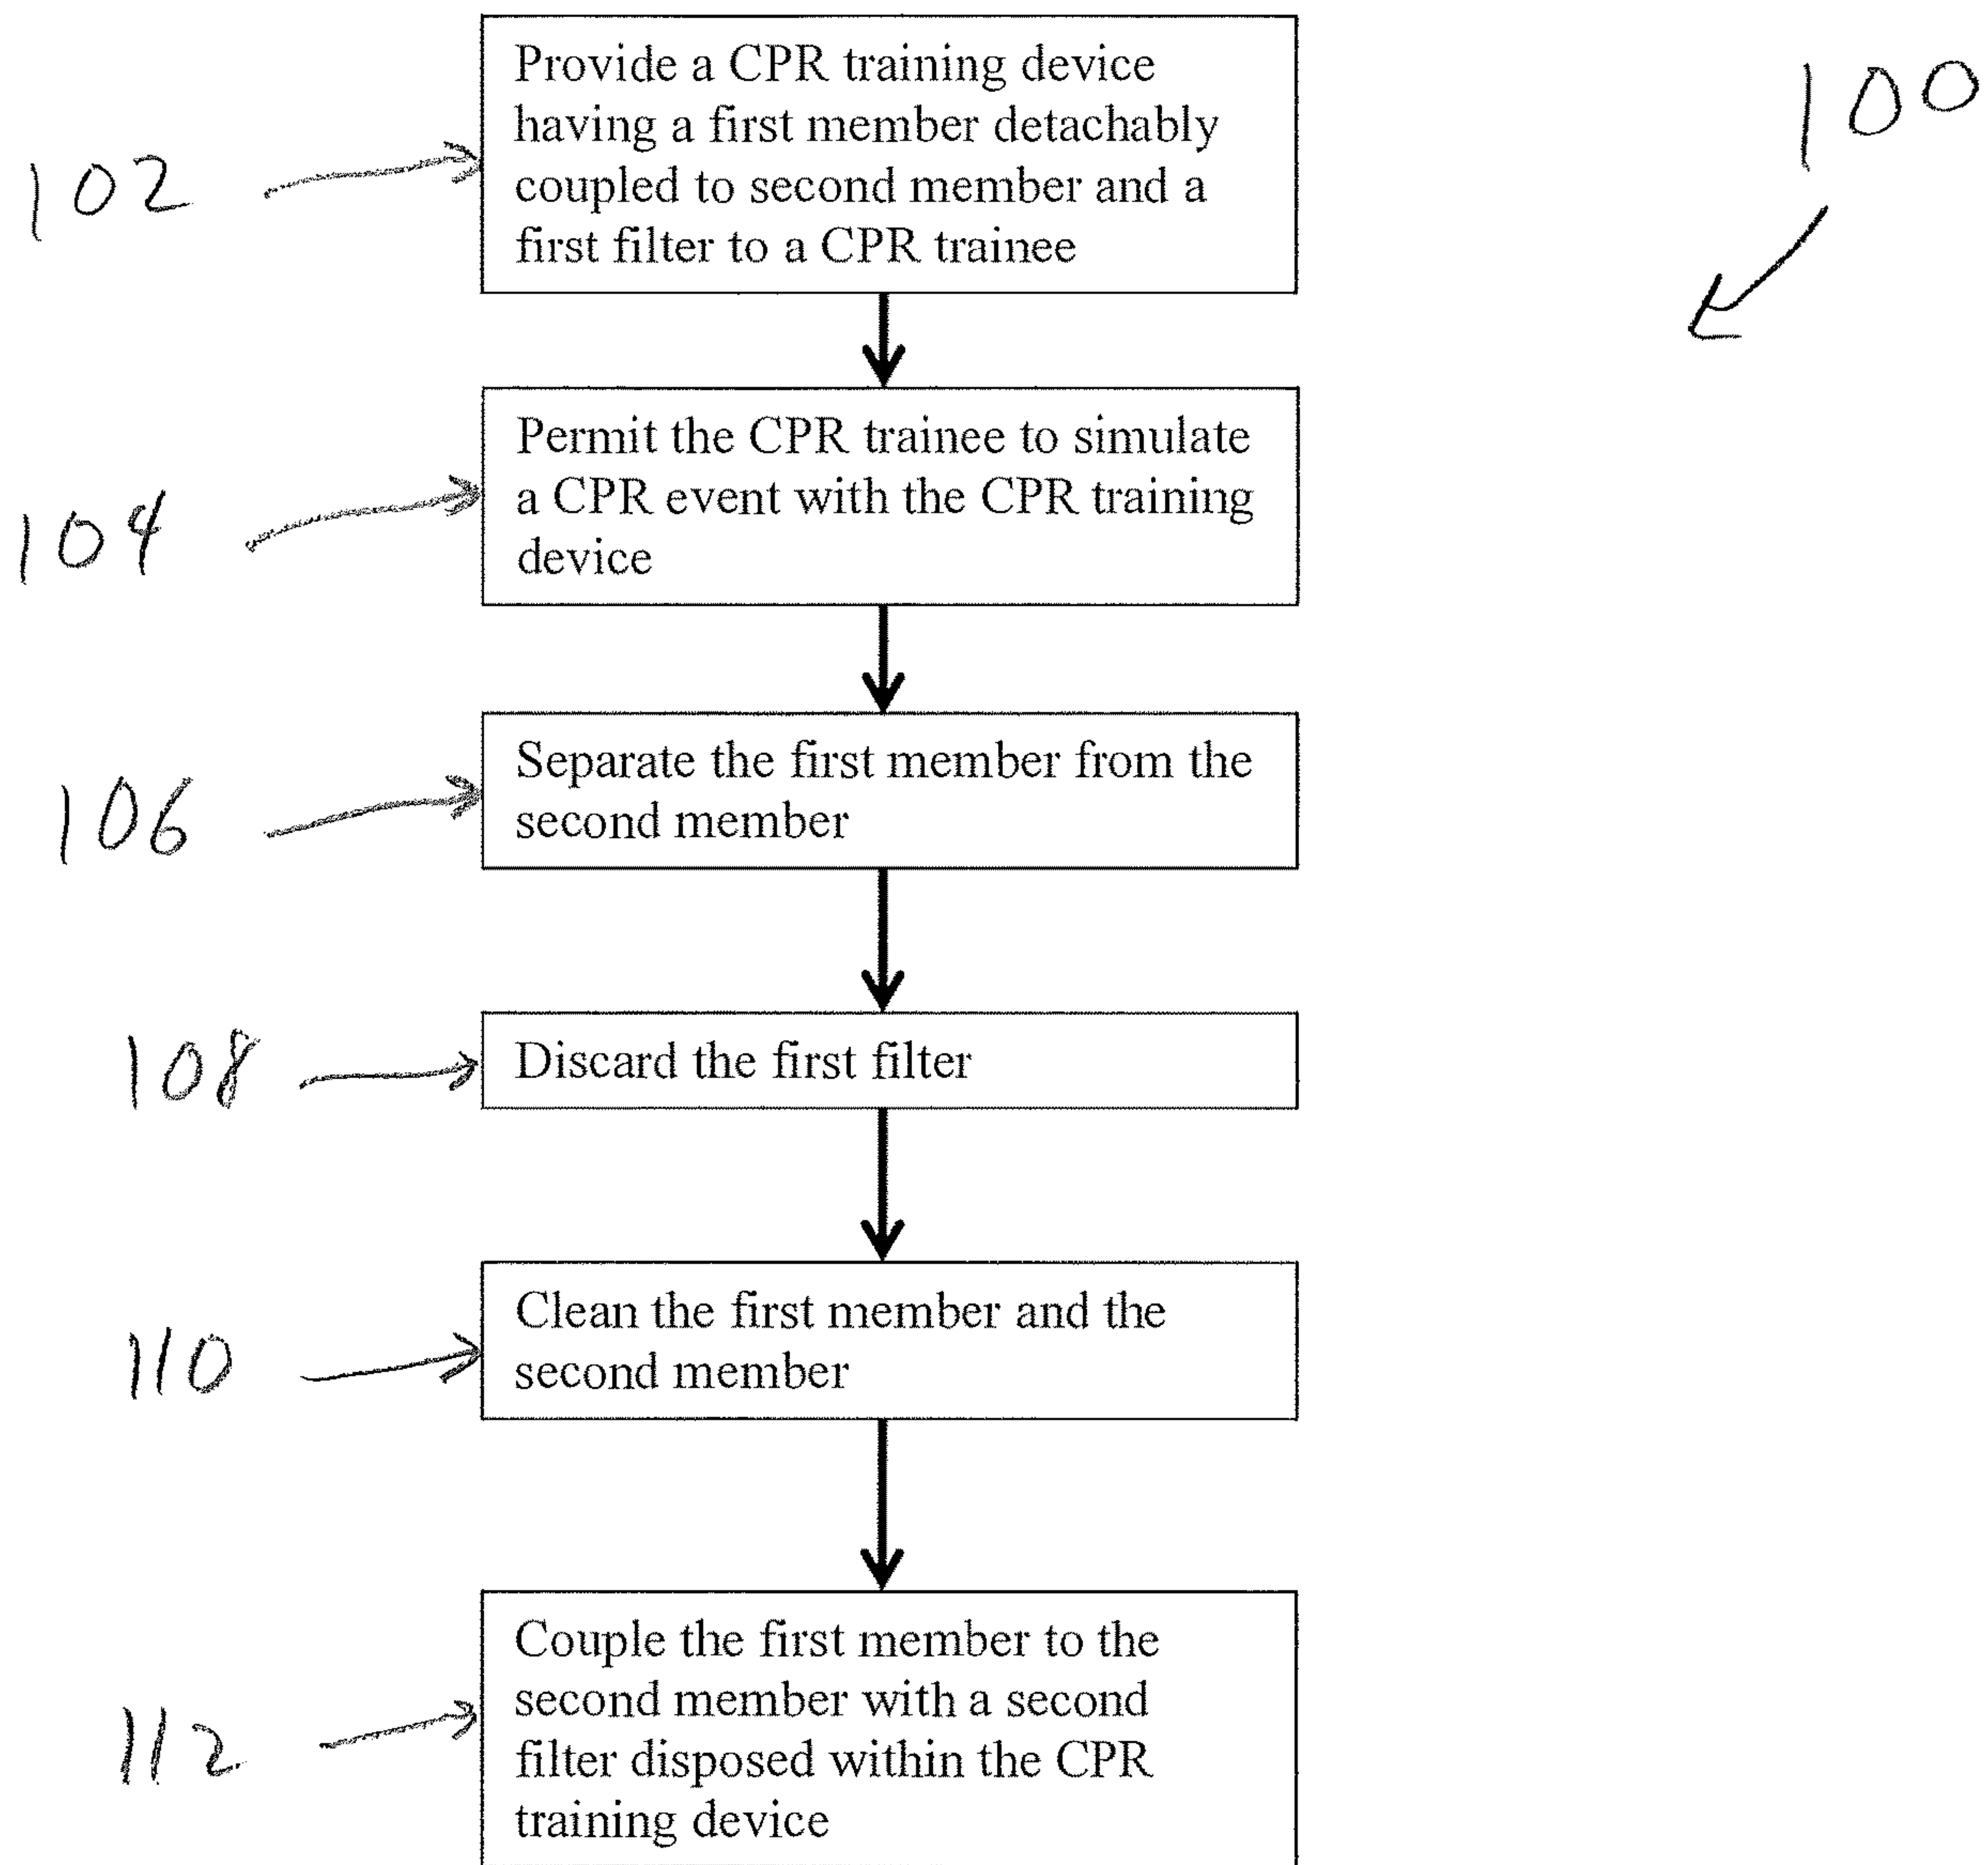 100
102
Provide a CPR training device
having a first member detachably
coupled to second member and a
first filter to a CPR trainee
104
Permit the CPR trainee to simulate
a CPR event with the CPR training
device
106
Separate the first member from the
second member
108
Discard the first filter
110
Clean the first member and the
second member
112
Couple the first member to the
second member with a second
filter disposed within the CPR
training device